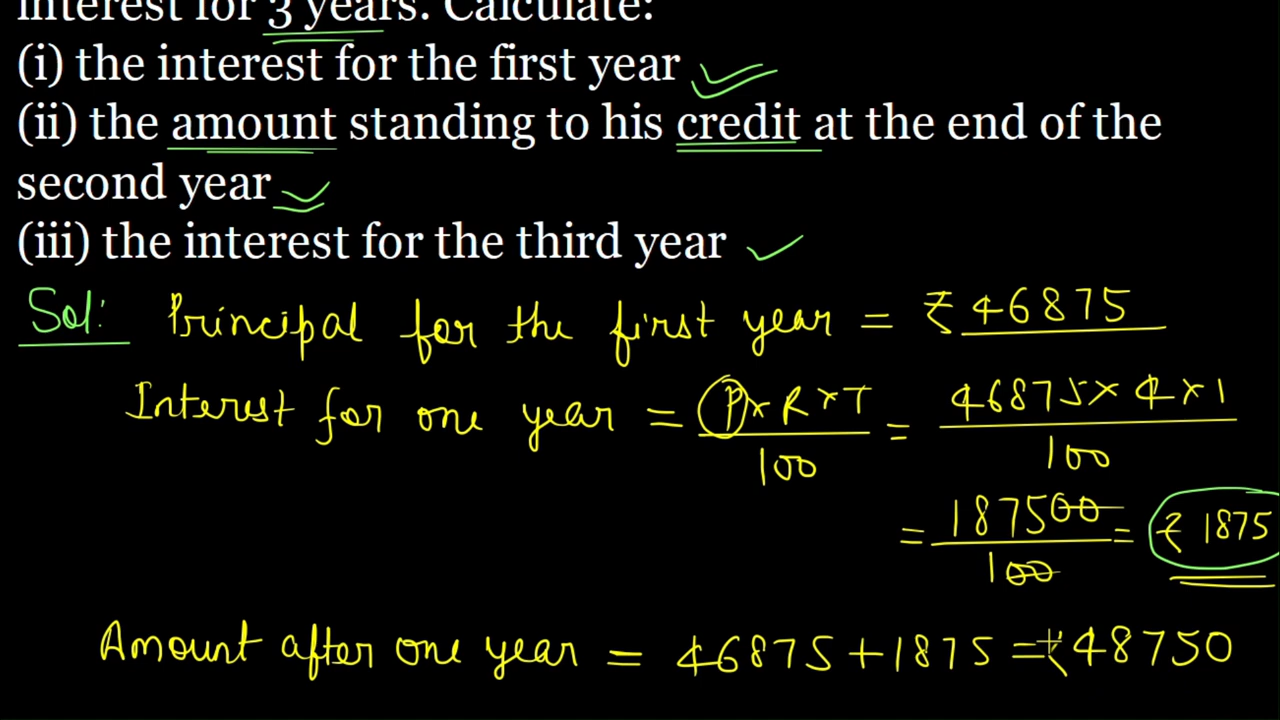 interest for 3 years. Calculate:
(i) the interest for the first year
(ii) the amount standing to his credit at the end of the
second year
(iii) the interest for the third year
Sol: Principal for the first year = ₹ 46875
Interest for one year = P × R × T / 100 = 46875 × 4 × 1 / 100
= 187500 / 100 = ₹ 1875
Amount after one year = 46875 + 1875 = ₹ 48750